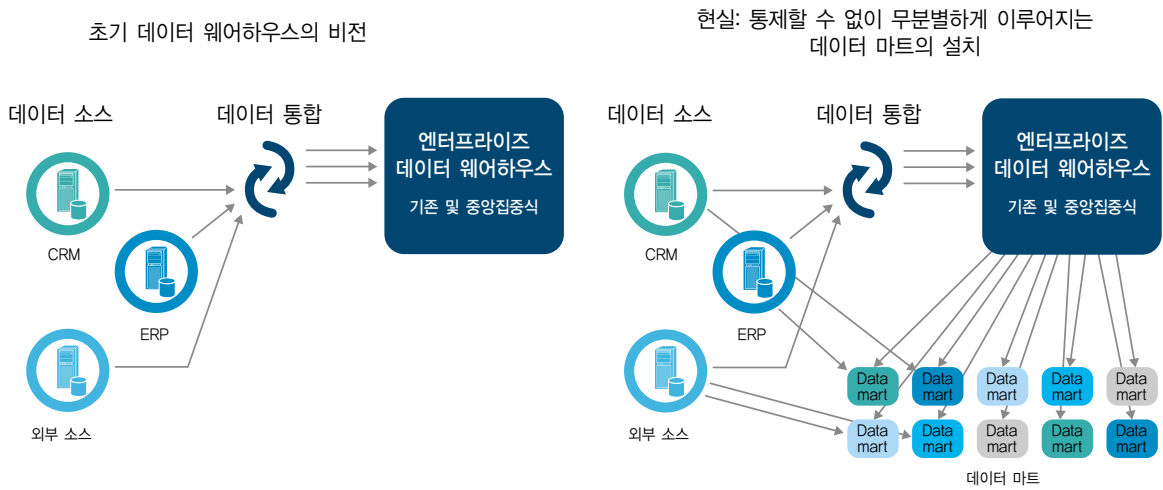 초기 데이터 웨어하우스의 비전
데이터 소스
데이터 통합
엔터프라이즈
데이터 웨어하우스
기존 및 중앙집중식
CRM
ERP
외부 소스
현실: 통제할 수 없이 무분별하게 이루어지는
데이터 마트의 설치
데이터 소스
데이터 통합
엔터프라이즈
데이터 웨어하우스
기존 및 중앙집중식
CRM
ERP
외부 소스
Data
mart
Data
mart
Data
mart
Data
mart
Data
mart
Data
mart
Data
mart
Data
mart
Data
mart
Data
mart
데이터 마트